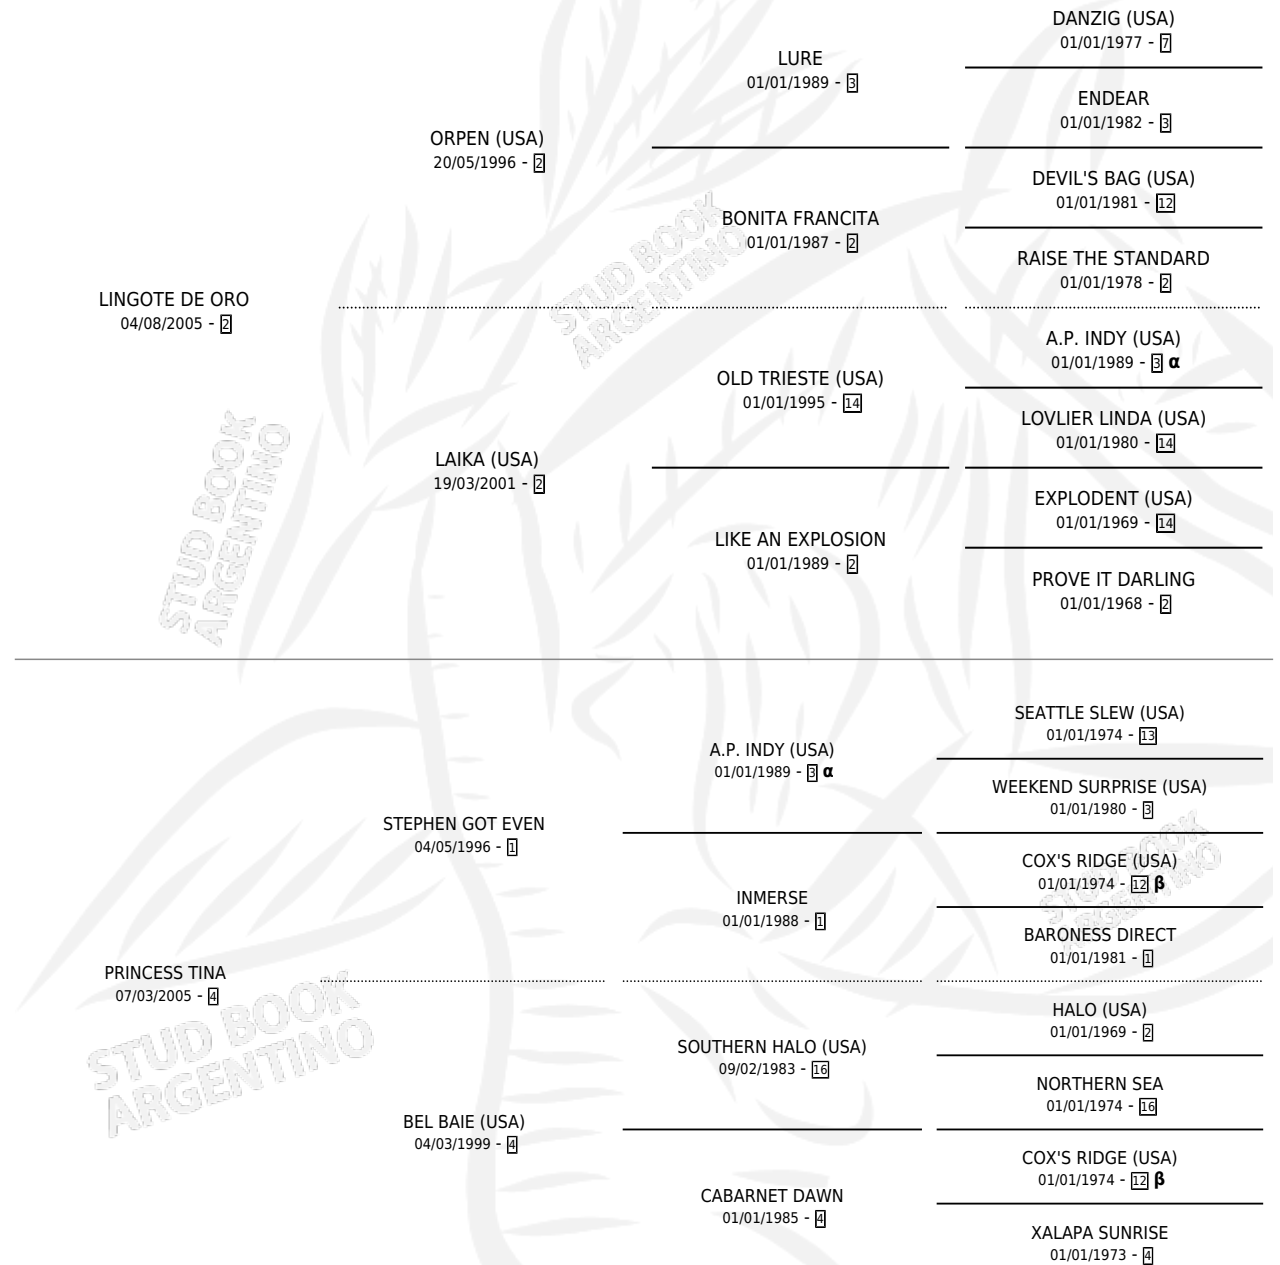 DANZIG (USA)
01/01/1977 - 7
LURE
01/01/1989 - 3
ENDEAR
01/01/1982 - 3
ORPEN (USA)
20/05/1996 - 2
DEVIL'S BAG (USA)
01/01/1981 - 12
BONITA FRANCITA
01/01/1987 - 2
RAISE THE STANDARD
01/01/1978 - 2
LINGOTE DE ORO
04/08/2005 - 2
A.P. INDY (USA)
01/01/1989 - 3 α
OLD TRIESTE (USA)
01/01/1995 - 14
LOVLIER LINDA (USA)
01/01/1980 - 14
LAIKA (USA)
19/03/2001 - 2
EXPLODENT (USA)
01/01/1969 - 14
LIKE AN EXPLOSION
01/01/1989 - 2
PROVE IT DARLING
01/01/1968 - 2
SEATTLE SLEW (USA)
01/01/1974 - 13
A.P. INDY (USA)
01/01/1989 - 3 α
WEEKEND SURPRISE (USA)
01/01/1980 - 3
STEPHEN GOT EVEN
04/05/1996 - 1
COX'S RIDGE (USA)
01/01/1974 - 12 β
INMERSE
01/01/1988 - 1
BARONESS DIRECT
01/01/1981 - 1
PRINCESS TINA
07/03/2005 - 4
HALO (USA)
01/01/1969 - 2
SOUTHERN HALO (USA)
09/02/1983 - 16
NORTHERN SEA
01/01/1974 - 16
BEL BAIE (USA)
04/03/1999 - 4
COX'S RIDGE (USA)
01/01/1974 - 12 β
CABARNET DAWN
01/01/1985 - 4
XALAPA SUNRISE
01/01/1973 - 4
STUD BOOK
ARGENTINO
STUD BOOK
ARGENTINO
STUD BOOK
ARGENTINO
STUD BOOK
ARGENTINO